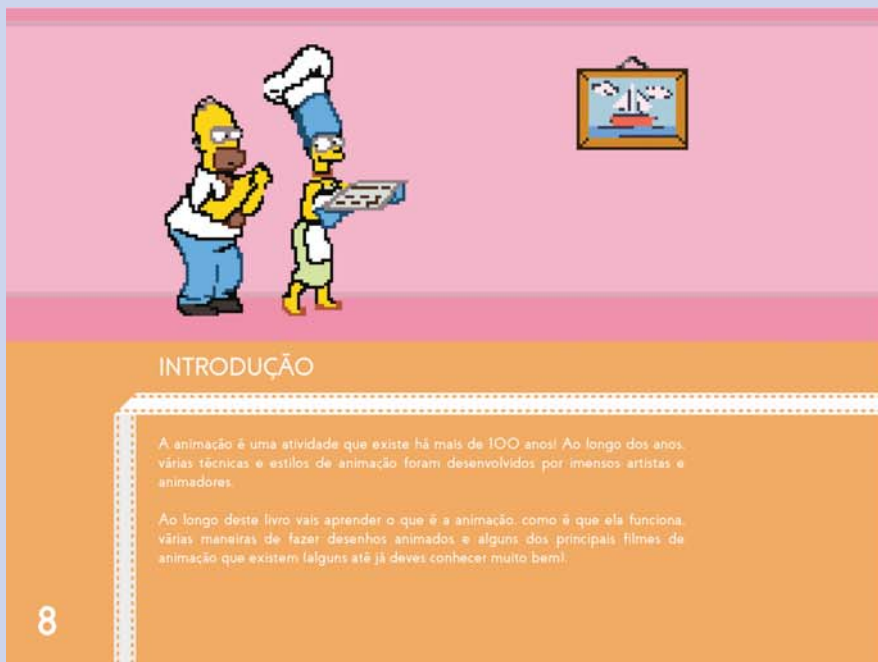 INTRODUÇÃO
A animação é uma atividade que existe há mais de 100 anos! Ao longo dos anos,
várias técnicas e estilos de animação foram desenvolvidos por imensos artistas e
animadores.
Ao longo deste livro vais aprender o que é a animação, como é que ela funciona,
várias maneiras de fazer desenhos animados e alguns dos principais filmes de
animação que existem (alguns até já deves conhecer muito bem).
8